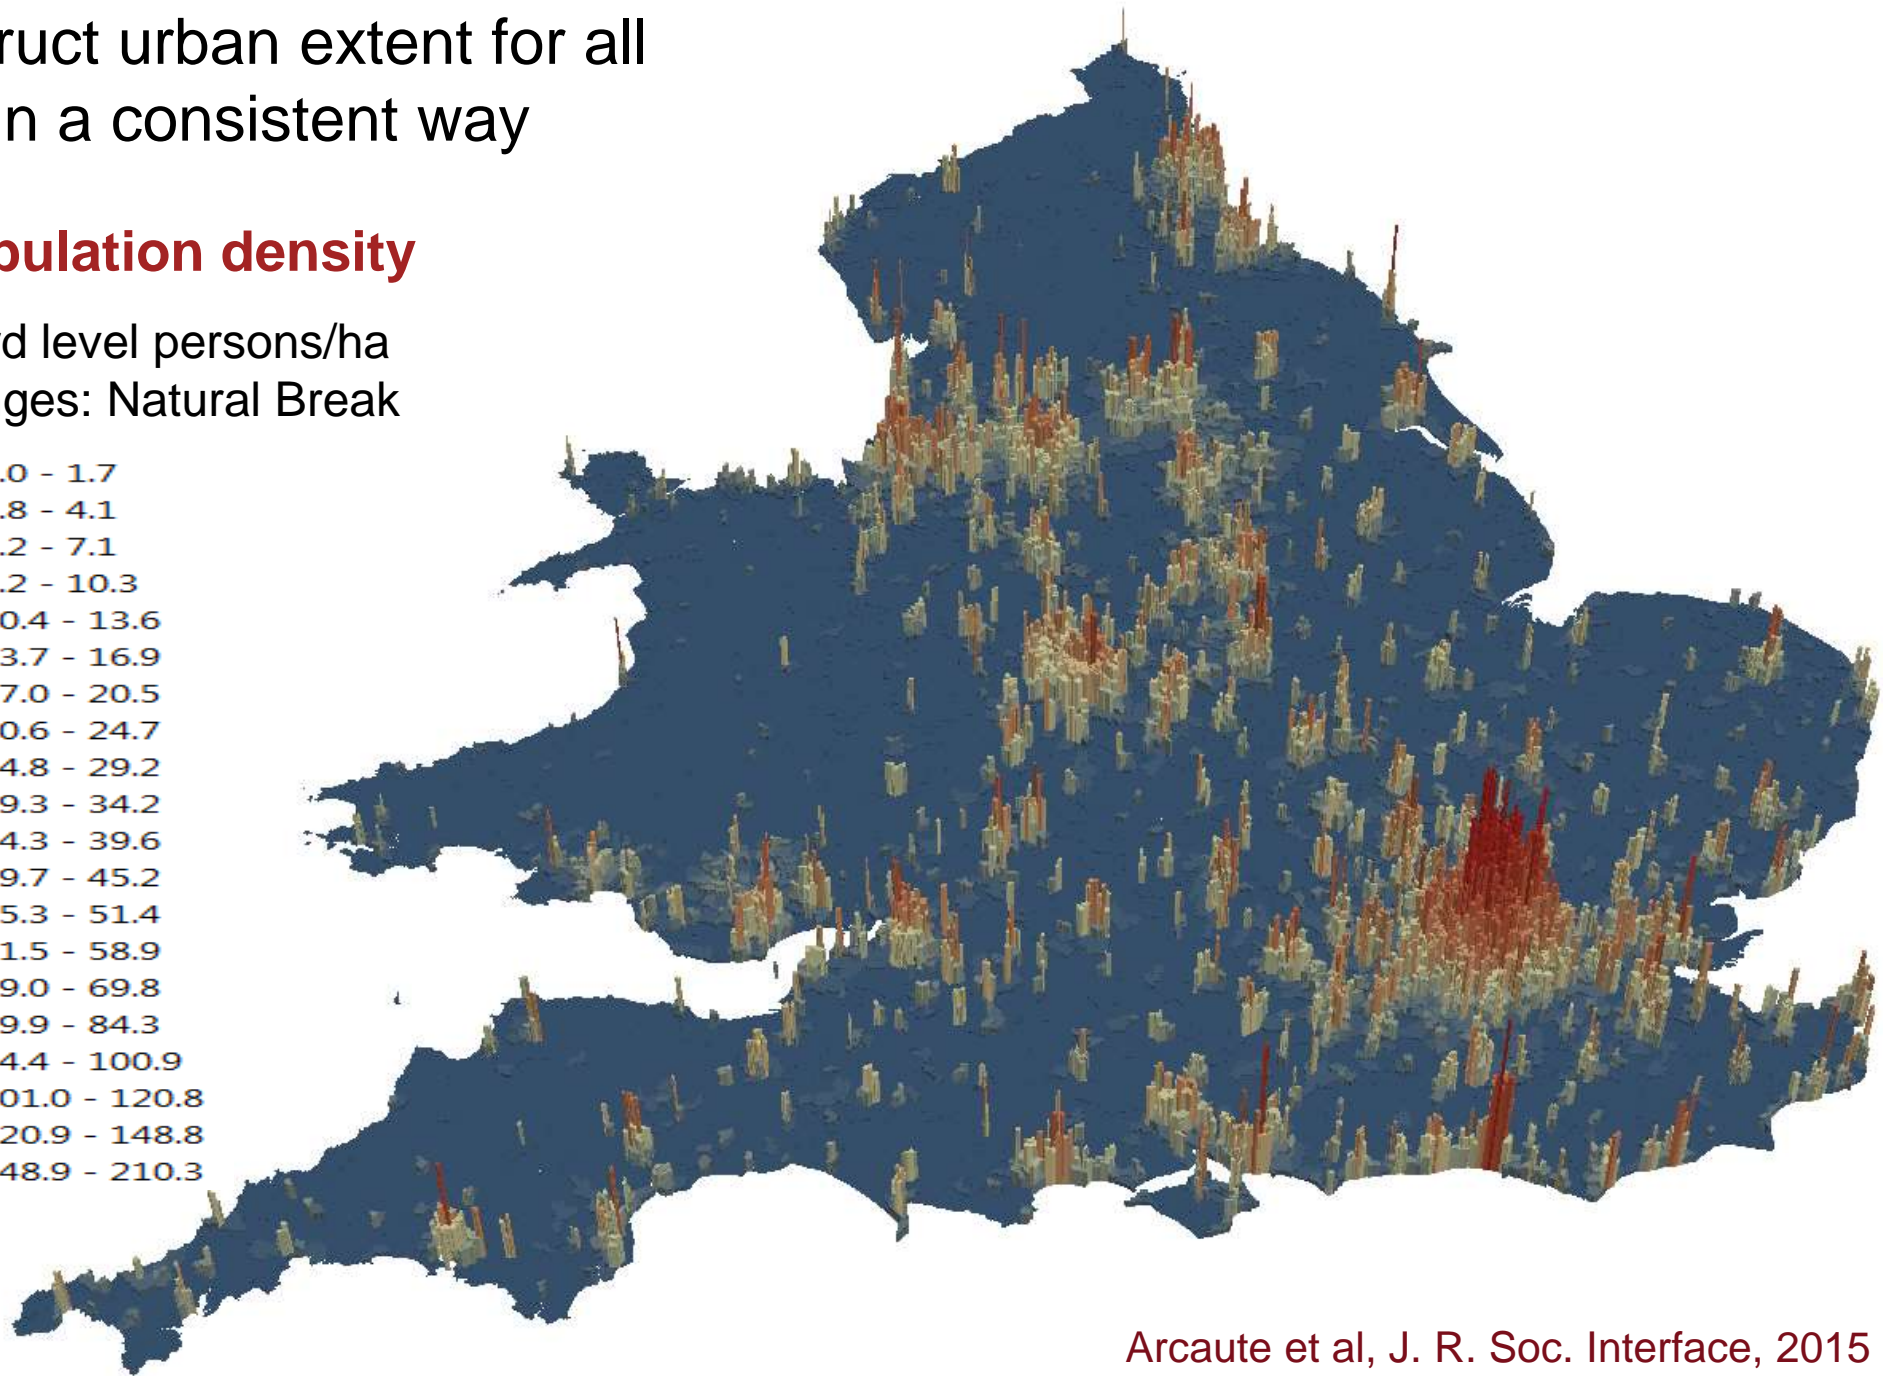 ruct urban extent for all
n a consistent way
pulation density
d level persons/ha
ges: Natural Break
.0 - 1.7
.8 - 4.1
.2 - 7.1
.2 - 10.3
0.4 - 13.6
3.7 - 16.9
7.0 - 20.5
0.6 - 24.7
4.8 - 29.2
9.3 - 34.2
4.3 - 39.6
9.7 - 45.2
5.3 - 51.4
1.5 - 58.9
9.0 - 69.8
9.9 - 84.3
4.4 - 100.9
01.0 - 120.8
20.9 - 148.8
48.9 - 210.3
Arcaute et al, J. R. Soc. Interface, 2015